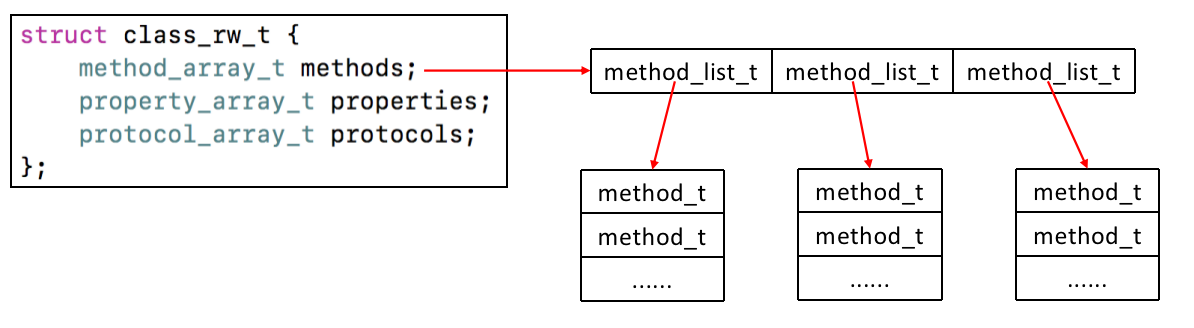 struct class_rw_t {
    method_array_t methods;
    property_array_t properties;
    protocol_array_t protocols;
};
method_list_t method_list_t method_list_t
method_t method_t method_t
method_t method_t method_t
...... ...... ......